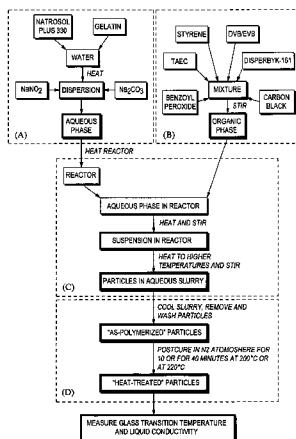 NATROSOL
PLUS 330
GELATIN
WATER
HEAT
NaNO2
DISPERSION
Na2CO3
(A)
AQUEOUS
PHASE
HEAT REACTOR
STYRENE
DVB/EVB
TAEC
DISPERBYK-161
MIXTURE
BENZOYL
PEROXIDE
CARBON
BLACK
STIR
(B)
ORGANIC
PHASE
REACTOR
AQUEOUS PHASE IN REACTOR
HEAT AND STIR
SUSPENSION IN REACTOR
HEAT TO HIGHER
TEMPERATURES AND STIR
(C)
PARTICLES IN AQUEOUS SLURRY
COOL SLURRY, REMOVE AND
WASH PARTICLES
"AS-POLYMERIZED" PARTICLES
POSTCURE IN N2 ATOMOSHERE FOR
10 OR FOR 40 MINUTES AT 200°C OR
AT 220°C
(D)
"HEAT-TREATED" PARTICLES
MEASURE GLASS TRANSITION TEMPERATURE
AND LIQUID CONDUCTIVITY